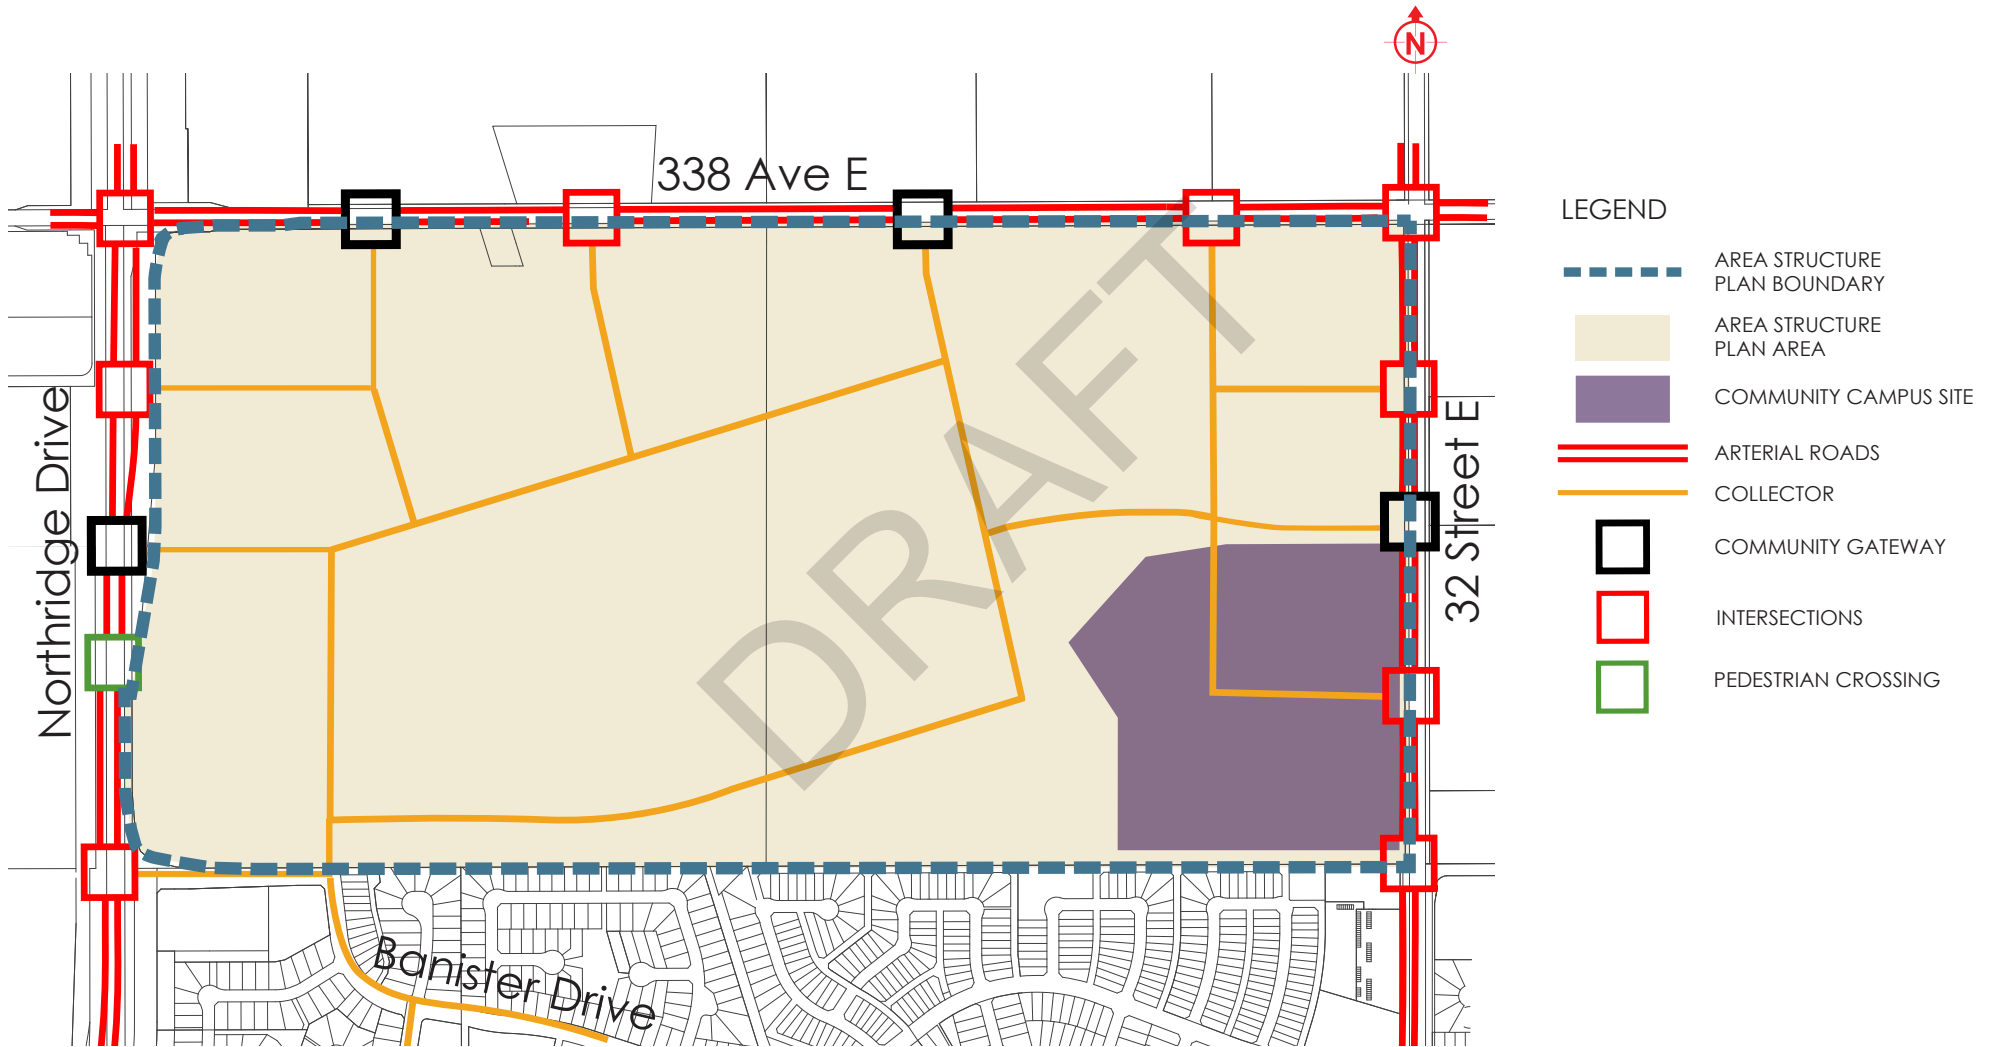 N
338 Ave E
Northridge Drive
32 Street E
Banister Drive
DRAFT
LEGEND
AREA STRUCTURE
PLAN BOUNDARY
AREA STRUCTURE
PLAN AREA
COMMUNITY CAMPUS SITE
ARTERIAL ROADS
COLLECTOR
COMMUNITY GATEWAY
INTERSECTIONS
PEDESTRIAN CROSSING